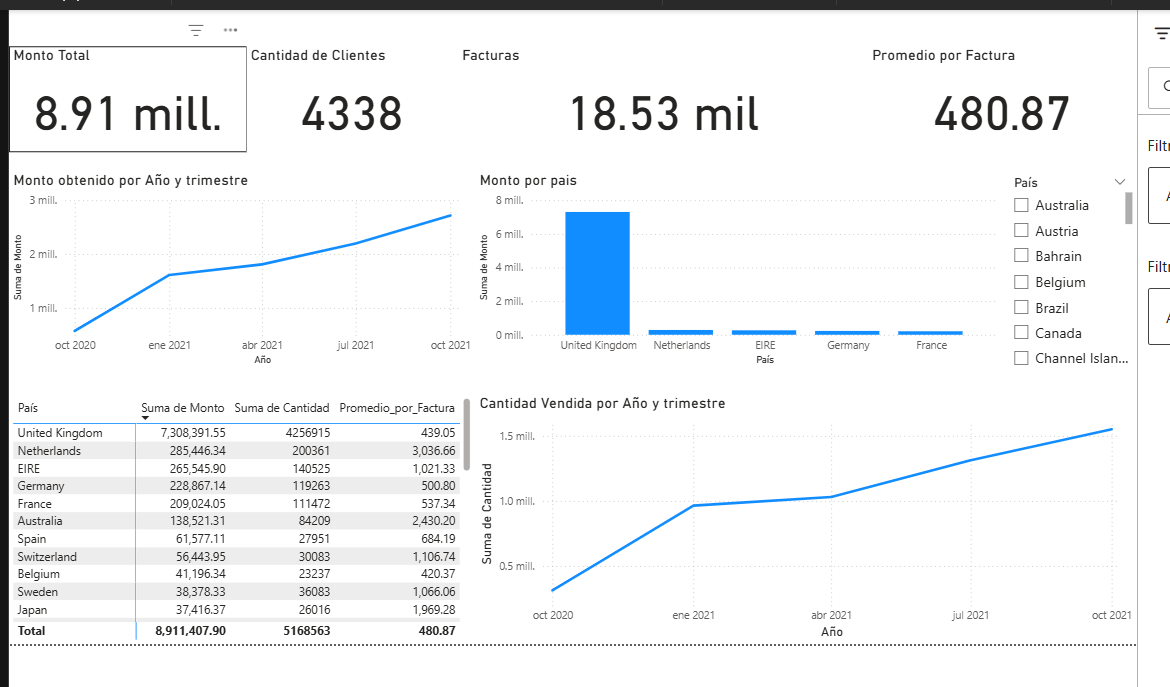 Monto Total
8.91 mill.
Cantidad de Clientes
4338
Facturas
18.53 mil
Promedio por Factura
480.87
Monto obtenido por Año y trimestre
Suma de Monto
3 mill.
2 mill.
1 mill.
oct 2020 ene 2021 abr 2021 jul 2021 oct 2021
Año
Monto por pais
Suma de Monto
8 mill.
6 mill.
4 mill.
2 mill.
0 mill.
United Kingdom Netherlands EIRE Germany France
País
País
Australia
Austria
Bahrain
Belgium
Brazil
Canada
Channel Islan...
Filt
Filt
País Suma de Monto Suma de Cantidad Promedio_por_Factura
United Kingdom 7,308,391.55 4256915 439.05
Netherlands 285,446.34 200361 3,036.66
EIRE 265,545.90 140525 1,021.33
Germany 228,867.14 119263 500.80
France 209,024.05 111472 537.34
Australia 138,521.31 84209 2,430.20
Spain 61,577.11 27951 684.19
Switzerland 56,443.95 30083 1,106.74
Belgium 41,196.34 23237 420.37
Sweden 38,378.33 36083 1,066.06
Japan 37,416.37 26016 1,969.28
Total 8,911,407.90 5168563 480.87
Cantidad Vendida por Año y trimestre
Suma de Cantidad
1.5 mill.
1.0 mill.
0.5 mill.
oct 2020 ene 2021 abr 2021 jul 2021 oct 2021
Año